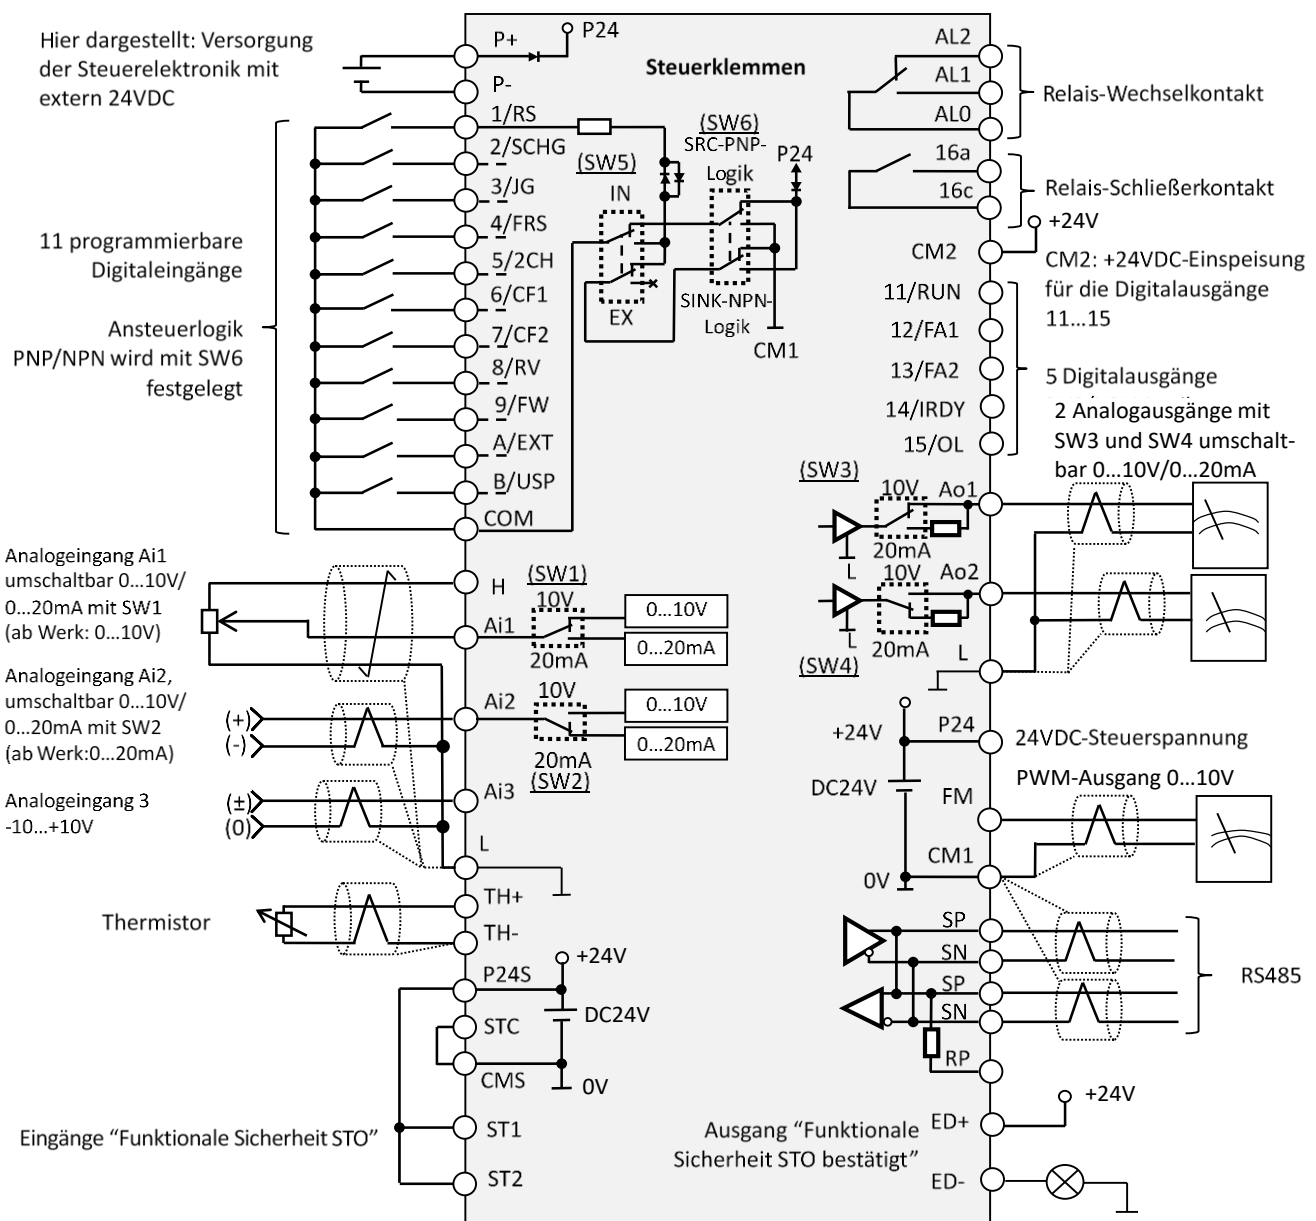 Steuerklemmen
Hier dargestellt: Versorgung
der Steuerelektronik mit
extern 24VDC
P+
P24
P-
1/RS
2/SCHG
3/JG
4/FRS
5/2CH
6/CF1
7/CF2
8/RV
9/FW
A/EXT
B/USP
COM
11 programmierbare
Digitaleingänge
Ansteuerlogik
PNP/NPN wird mit SW6
festgelegt
(SW5)
IN
EX
(SW6)
SRC-PNP-
Logik
P24
SINK-NPN-
Logik
CM1
AL2
AL1
AL0
Relais-Wechselkontakt
16a
16c
Relais-Schließerkontakt
+24V
CM2
CM2: +24VDC-Einspeisung
für die Digitalausgänge
11...15
11/RUN
12/FA1
13/FA2
14/IRDY
15/OL
5 Digitalausgänge
2 Analogausgänge mit
SW3 und SW4 umschalt-
bar 0...10V/0...20mA
(SW3)
10V
Ao1
20mA
L
10V
Ao2
20mA
L
(SW4)
L
Analogeingang Ai1
umschaltbar 0...10V/
0...20mA mit SW1
(ab Werk: 0...10V)
H
(SW1)
10V
0...10V
Ai1
20mA
0...20mA
Analogeingang Ai2,
umschaltbar 0...10V/
0...20mA mit SW2
(ab Werk:0...20mA)
(+)
(-)
Ai2
10V
0...10V
20mA
0...20mA
(SW2)
Analogeingang 3
-10...+10V
(±)
(0)
Ai3
L
+24V
P24
24VDC-Steuerspannung
DC24V
PWM-Ausgang 0...10V
FM
CM1
0V
Thermistor
TH+
TH-
SP
SN
SP
SN
RP
RS485
P24S
+24V
STC
DC24V
CMS
0V
Eingänge “Funktionale Sicherheit STO”
ST1
ST2
Ausgang “Funktionale
Sicherheit STO bestätigt”
ED+
+24V
ED-